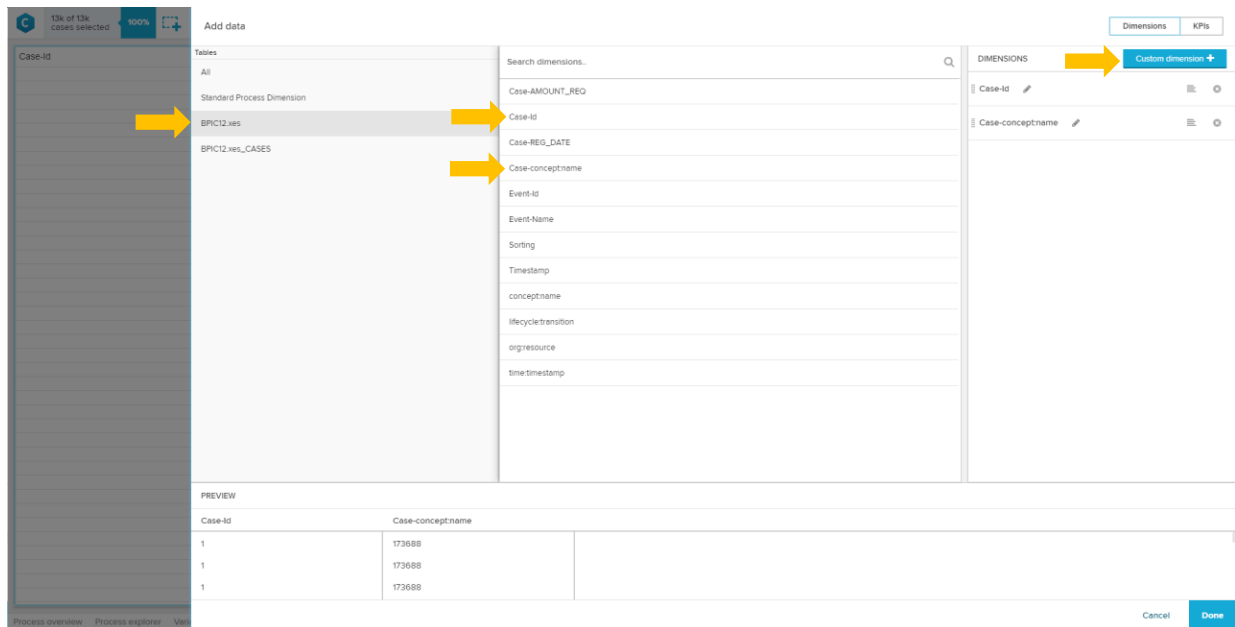 C
13k of 13k
cases selected
100%
Add data
Dimensions
KPIs
Case-Id
Tables
All
Standard Process Dimension
BPIC12.xes
BPIC12.xes_CASES
Search dimensions..
Case-AMOUNT_REQ
Case-Id
Case-REG_DATE
Case-concept:name
Event-Id
Event-Name
Sorting
Timestamp
concept:name
lifecycle:transition
org:resource
time:timestamp
DIMENSIONS
Custom dimension +
Case-Id
Case-concept:name
PREVIEW
Case-Id Case-concept:name
1 173688
1 173688
1 173688
Process overview Process explorer
Cancel
Done